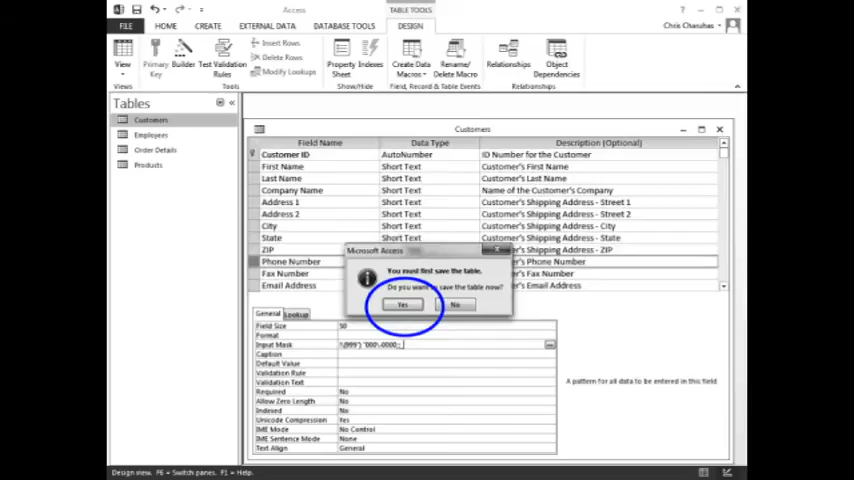 Access
TABLE TOOLS
FILE HOME CREATE EXTERNAL DATA DATABASE TOOLS DESIGN
Chris Charuhas
View
Primary Key
Builder
Test Validation Rules
Insert Rows
Delete Rows
Modify Lookups
Property Sheet
Indexes
Create Data Macros
Rename/ Delete Macro
Relationships
Object Dependencies
Views
Tools
Show/Hide
Field, Record & Table Events
Relationships
Tables
Customers
Employees
Order Details
Products
Customers
Field Name Data Type Description (Optional)
Customer ID AutoNumber ID Number for the Customer
First Name Short Text Customer's First Name
Last Name Short Text Customer's Last Name
Company Name Short Text Name of the Customer's Company
Address 1 Short Text Customer's Shipping Address - Street 1
Address 2 Short Text Customer's Shipping Address - Street 2
City Short Text Customer's Shipping Address - City
State Short Text Customer's Shipping Address - State
ZIP Shipping Address - ZIP
Phone Number Phone Number
Fax Number Fax Number
Email Address Email Address
Microsoft Access
You must first save the table.
Do you want to save the table now?
Yes No
General Lookup
Field Size 50
Format
Input Mask
Caption
Default Value
Validation Rule
Validation Text
Required No
Allow Zero Length No
Indexed No
Unicode Compression Yes
IME Mode No Control
IME Sentence Mode None
Text Align General
A pattern for all data to be entered in this field
Design view. F6 = Switch panes. F1 = Help.